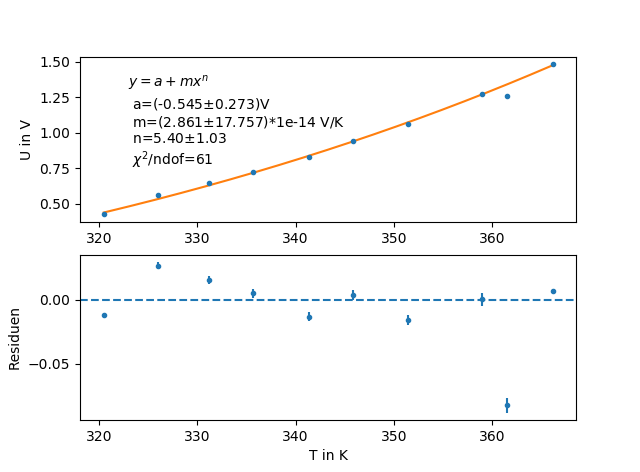 1.50
1.25
1.00
0.75
0.50
U in V
y = a + mxⁿ
a=(-0.545±0.273)V
m=(2.861±17.757)*1e-14 V/K
n=5.40±1.03
χ²/ndof=61
320 330 340 350 360
0.00
−0.05
Residuen
320 330 340 350 360
T in K